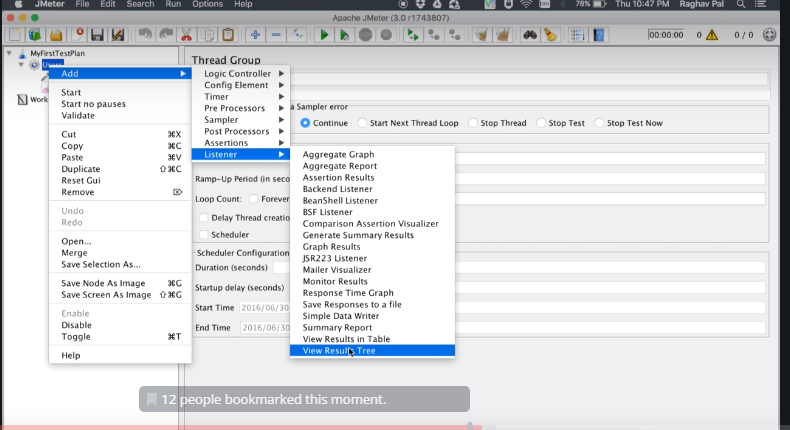 JMeter File Edit Search Run Options Help
78% Thu 10:47 PM Raghav Pal
Apache JMeter (3.0 r1743807)
00:00:00 0 0 / 0
MyFirstTestPlan
Users
Work
Thread Group
a Sampler error
Continue Start Next Thread Loop Stop Thread Stop Test Stop Test Now
Ramp-Up Period (in seco
Loop Count: Forever
Delay Thread creatio
Scheduler
Scheduler Configuration
Duration (seconds)
Startup delay (seconds)
Start Time 2016/06/30
End Time 2016/06/30
Add
Start
Start no pauses
Validate
Cut ⌘X
Copy ⌘C
Paste ⌘V
Duplicate ⇧⌘C
Reset Gui
Remove ⌦
Undo
Redo
Open...
Merge
Save Selection As...
Save Node As Image ⌘G
Save Screen As Image ⇧⌘G
Enable
Disable
Toggle ⌘T
Help
Logic Controller
Config Element
Timer
Pre Processors
Sampler
Post Processors
Assertions
Listener
Aggregate Graph
Aggregate Report
Assertion Results
Backend Listener
BeanShell Listener
BSF Listener
Comparison Assertion Visualizer
Generate Summary Results
Graph Results
JSR223 Listener
Mailer Visualizer
Monitor Results
Response Time Graph
Save Responses to a file
Simple Data Writer
Summary Report
View Results in Table
View Results Tree
12 people bookmarked this moment.